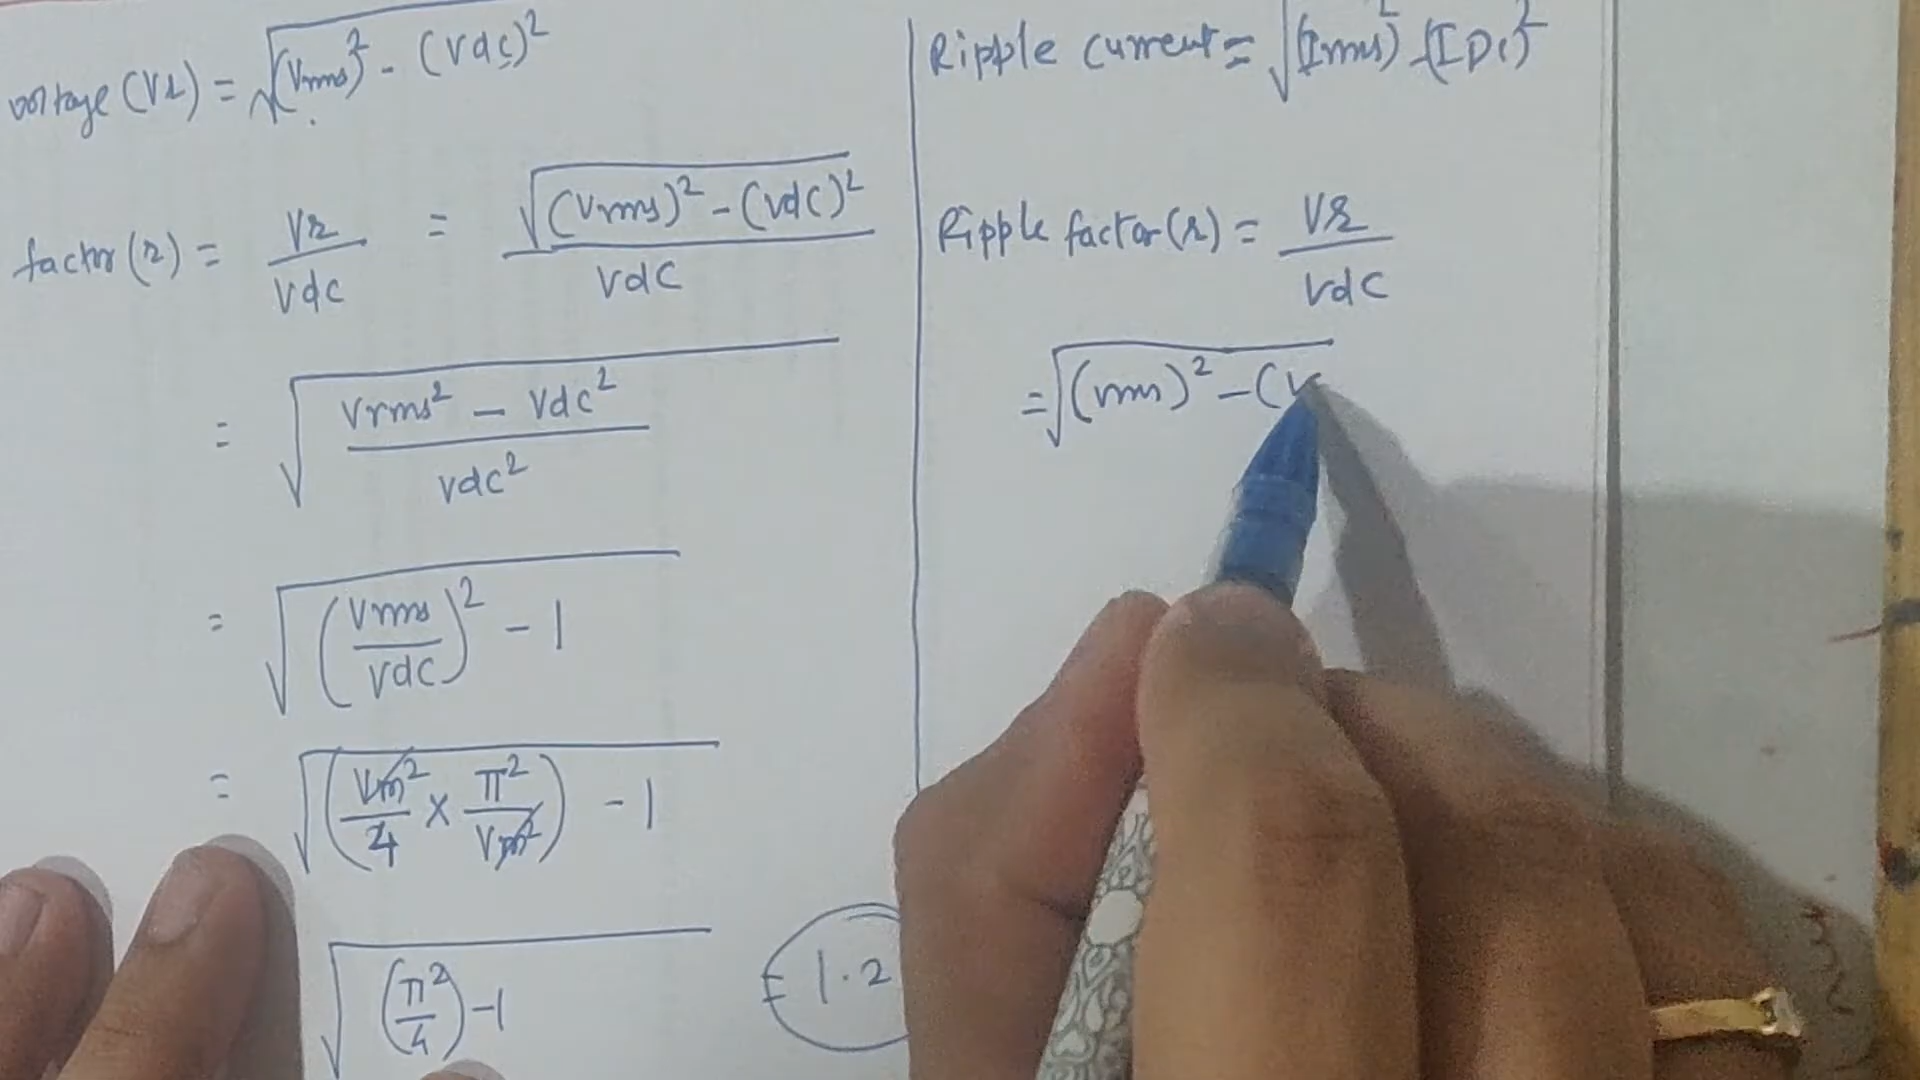 voltage (Vr) = √(Vrms)² - (Vdc)²
factor (r) = Vr/Vdc = √(Vrms)² - (Vdc)²/Vdc
= √Vrms² - Vdc²/Vdc²
= √(Vrms/Vdc)² - 1
= √(Vm²/4 × π²/Vm²) - 1
√(π²/4) - 1
= 1.2
Ripple Current = √(Irms)² - (IDC)²
Ripple factor (r) = Vr/Vdc
= √(Vrms)² - (V